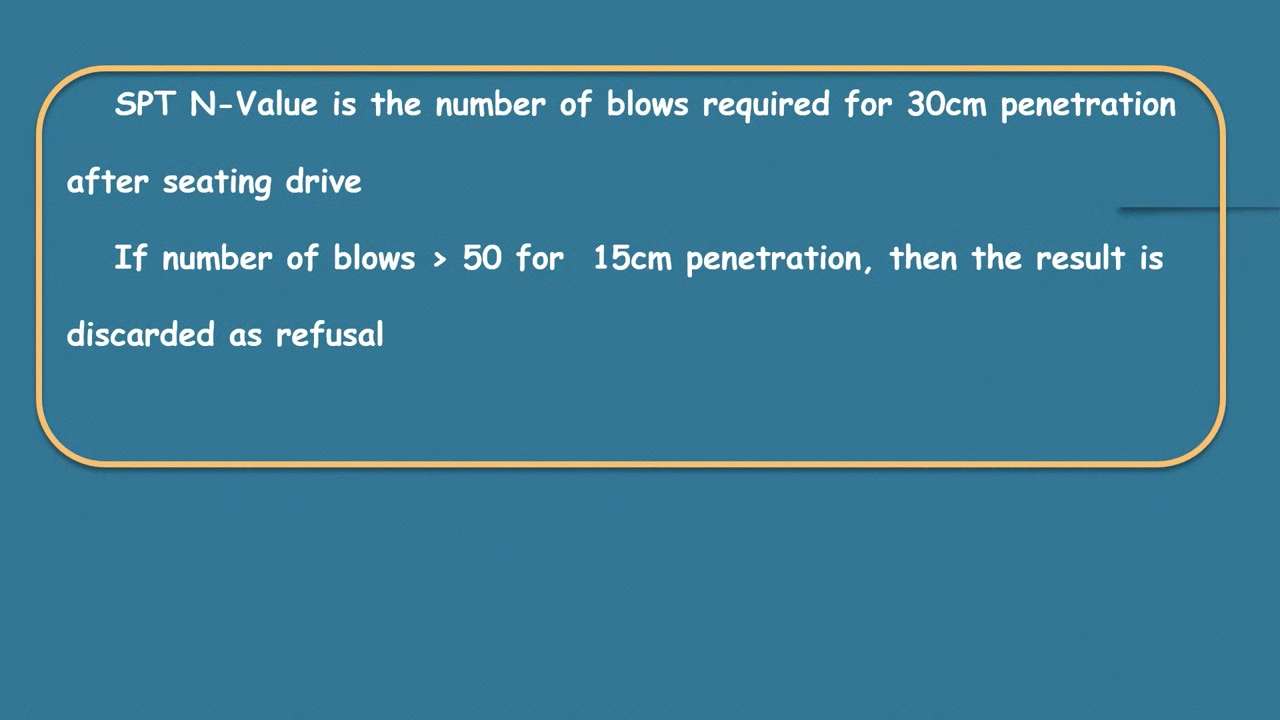 SPT N-Value is the number of blows required for 30cm penetration
after seating drive
If number of blows > 50 for 15cm penetration, then the result is
discarded as refusal